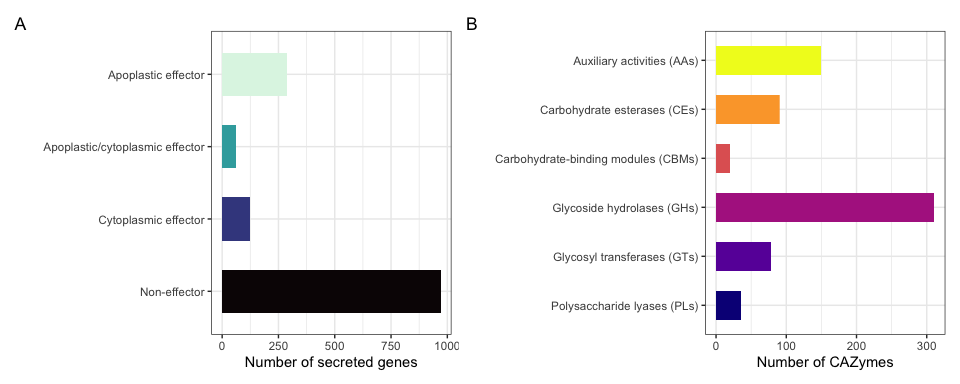 A
Apoplastic effector
Apoplastic/cytoplasmic effector
Cytoplasmic effector
Non-effector
0
250
500
750
1000
Number of secreted genes
B
Auxiliary activities (AAs)
Carbohydrate esterases (CEs)
Carbohydrate-binding modules (CBMs)
Glycoside hydrolases (GHs)
Glycosyl transferases (GTs)
Polysaccharide lyases (PLs)
0
100
200
300
Number of CAZymes